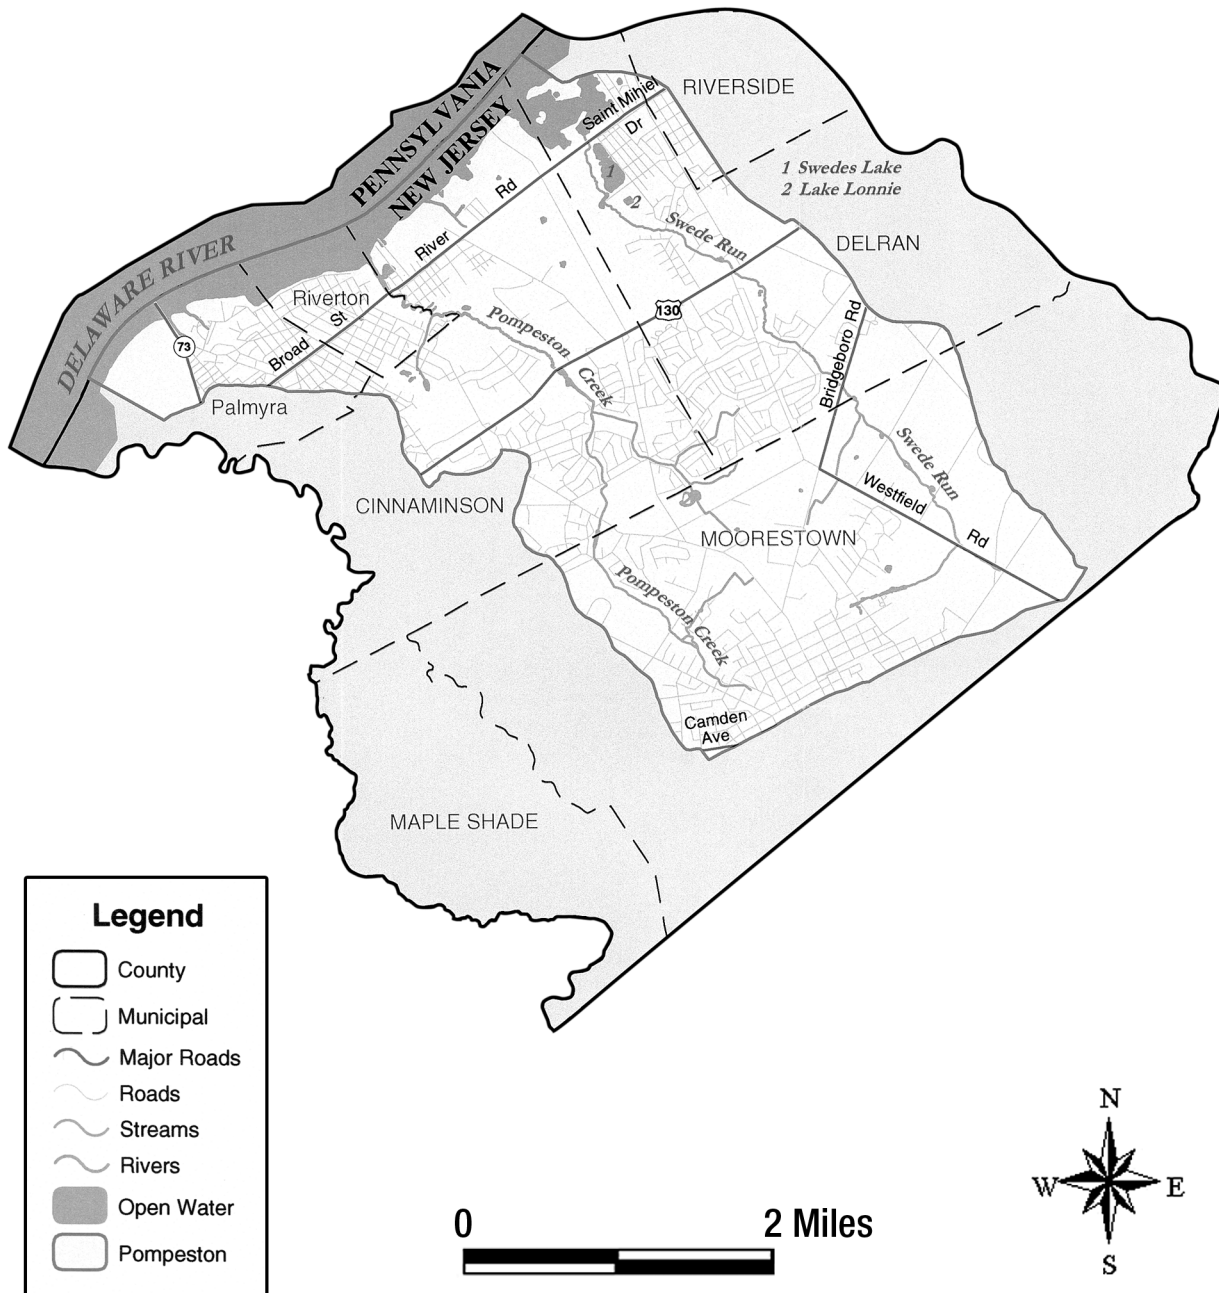 PENNSYLVANIA
NEW JERSEY
DELAWARE RIVER
RIVERSIDE
Saint Mihiel
Dr
1 Swedes Lake
2 Lake Lonnie
1
2
Rd
River
Swede Run
DELRAN
Riverton
St
Broad
73
130
Pompeston
Creek
Bridgeboro Rd
Palmyra
Swede Run
Westfield
Rd
CINNAMINSON
MOORESTOWN
Pompeston Creek
Camden
Ave
MAPLE SHADE
Legend
County
Municipal
Major Roads
Roads
Streams
Rivers
Open Water
Pompeston
0
2 Miles
N
W
E
S